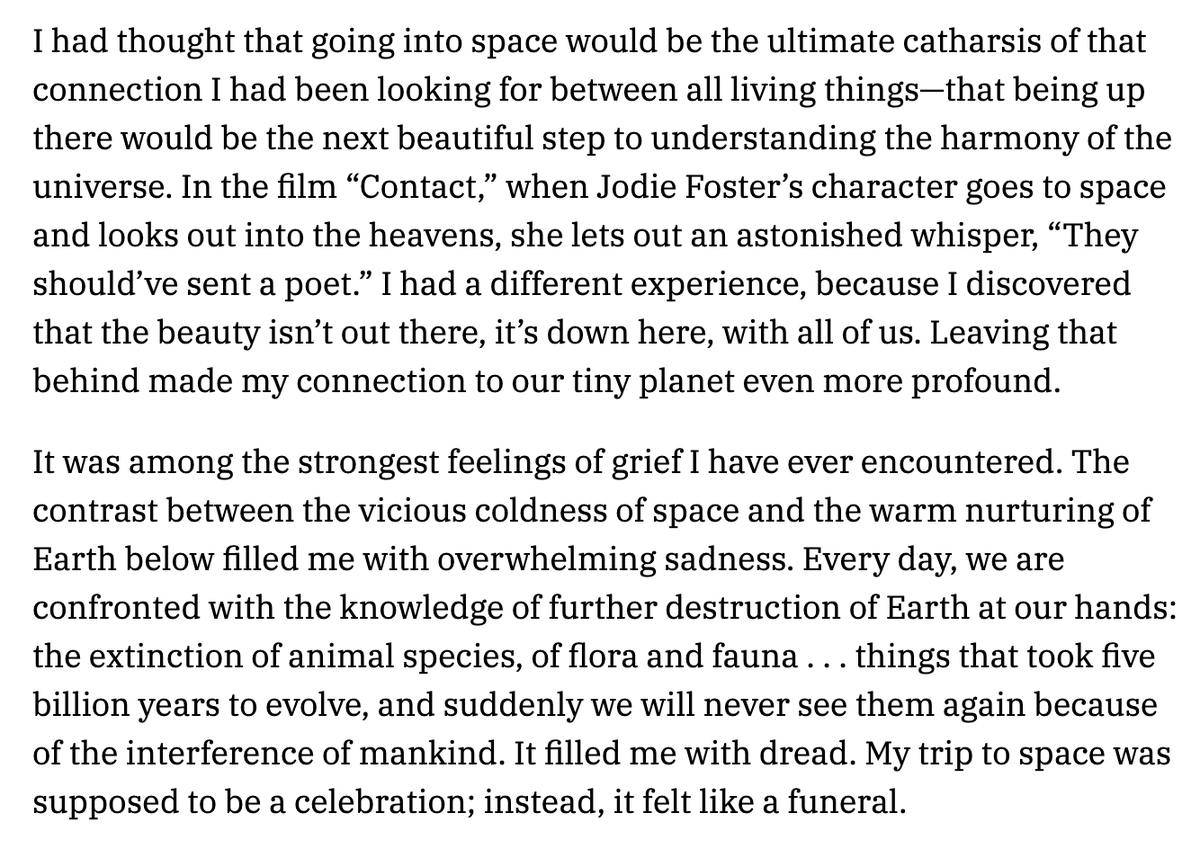 I had thought that going into space would be the ultimate catharsis of that
connection I had been looking for between all living things—that being up
there would be the next beautiful step to understanding the harmony of the
universe. In the film “Contact,” when Jodie Foster’s character goes to space
and looks out into the heavens, she lets out an astonished whisper, “They
should’ve sent a poet.” I had a different experience, because I discovered
that the beauty isn’t out there, it’s down here, with all of us. Leaving that
behind made my connection to our tiny planet even more profound.
It was among the strongest feelings of grief I have ever encountered. The
contrast between the vicious coldness of space and the warm nurturing of
Earth below filled me with overwhelming sadness. Every day, we are
confronted with the knowledge of further destruction of Earth at our hands:
the extinction of animal species, of flora and fauna . . . things that took five
billion years to evolve, and suddenly we will never see them again because
of the interference of mankind. It filled me with dread. My trip to space was
supposed to be a celebration; instead, it felt like a funeral.